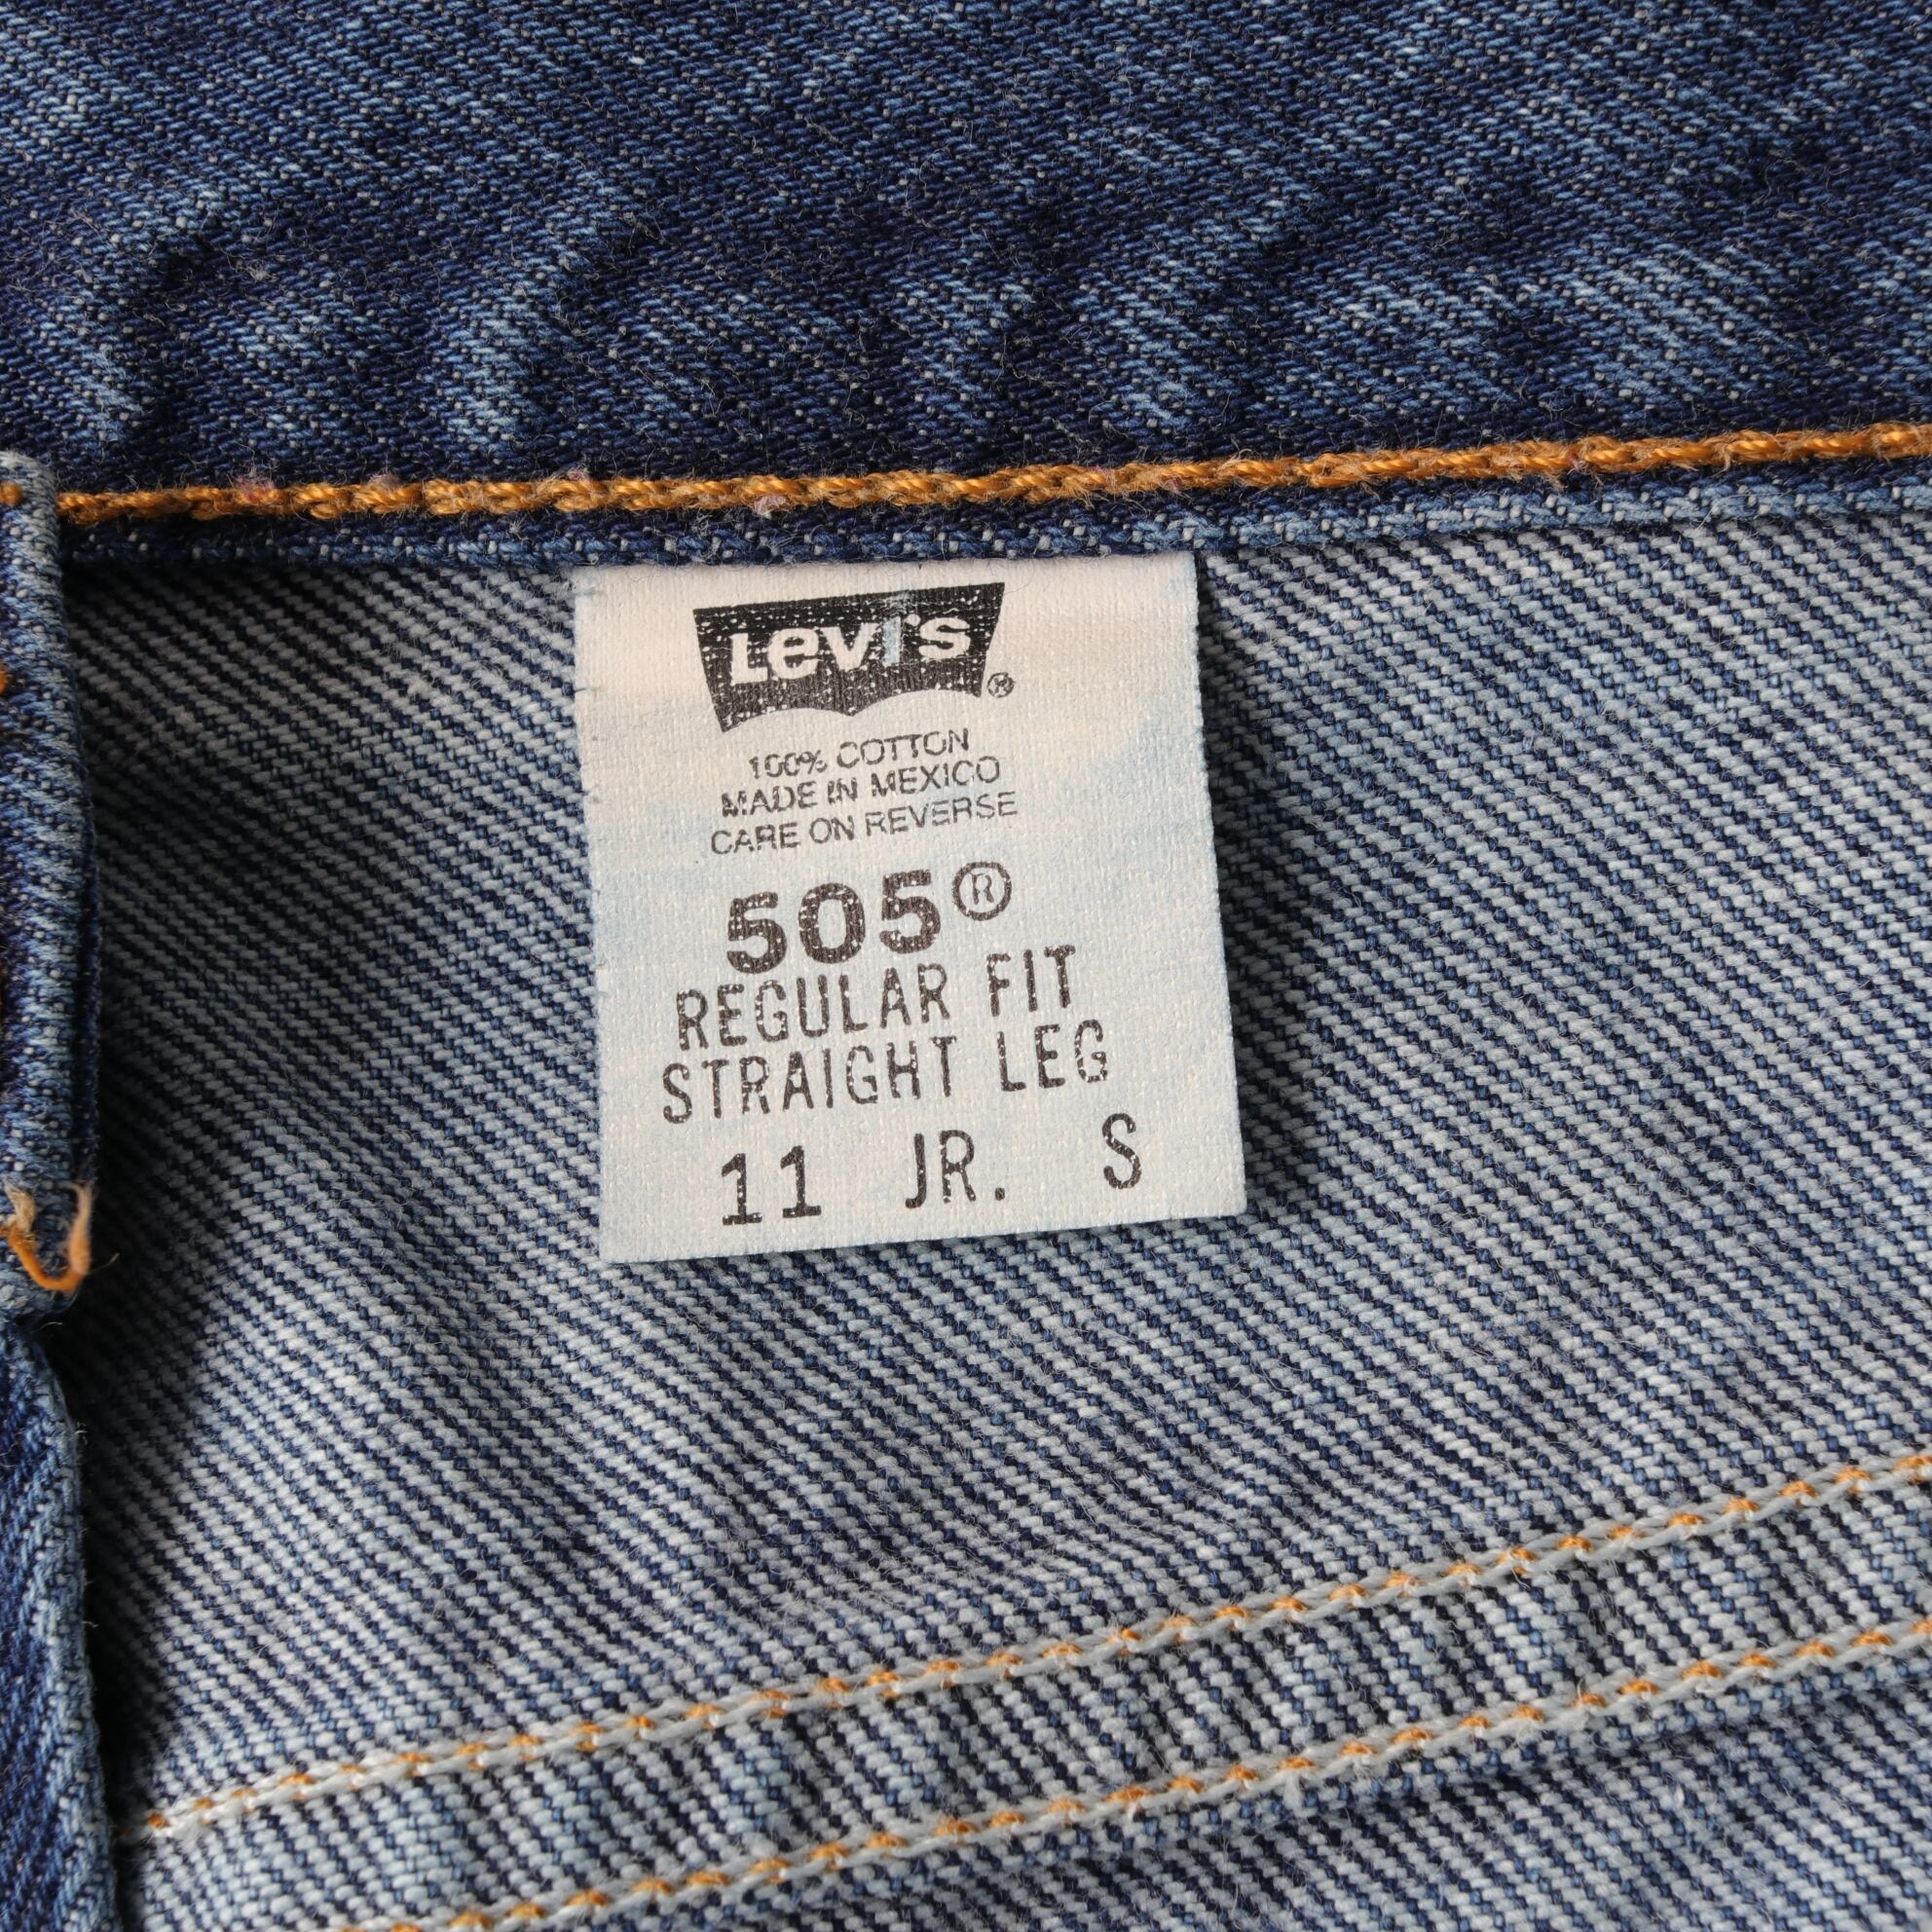 Levi's®
100% COTTON
MADE IN MEXICO
CARE ON REVERSE
505®
REGULAR FIT
STRAIGHT LEG
11 JR. S